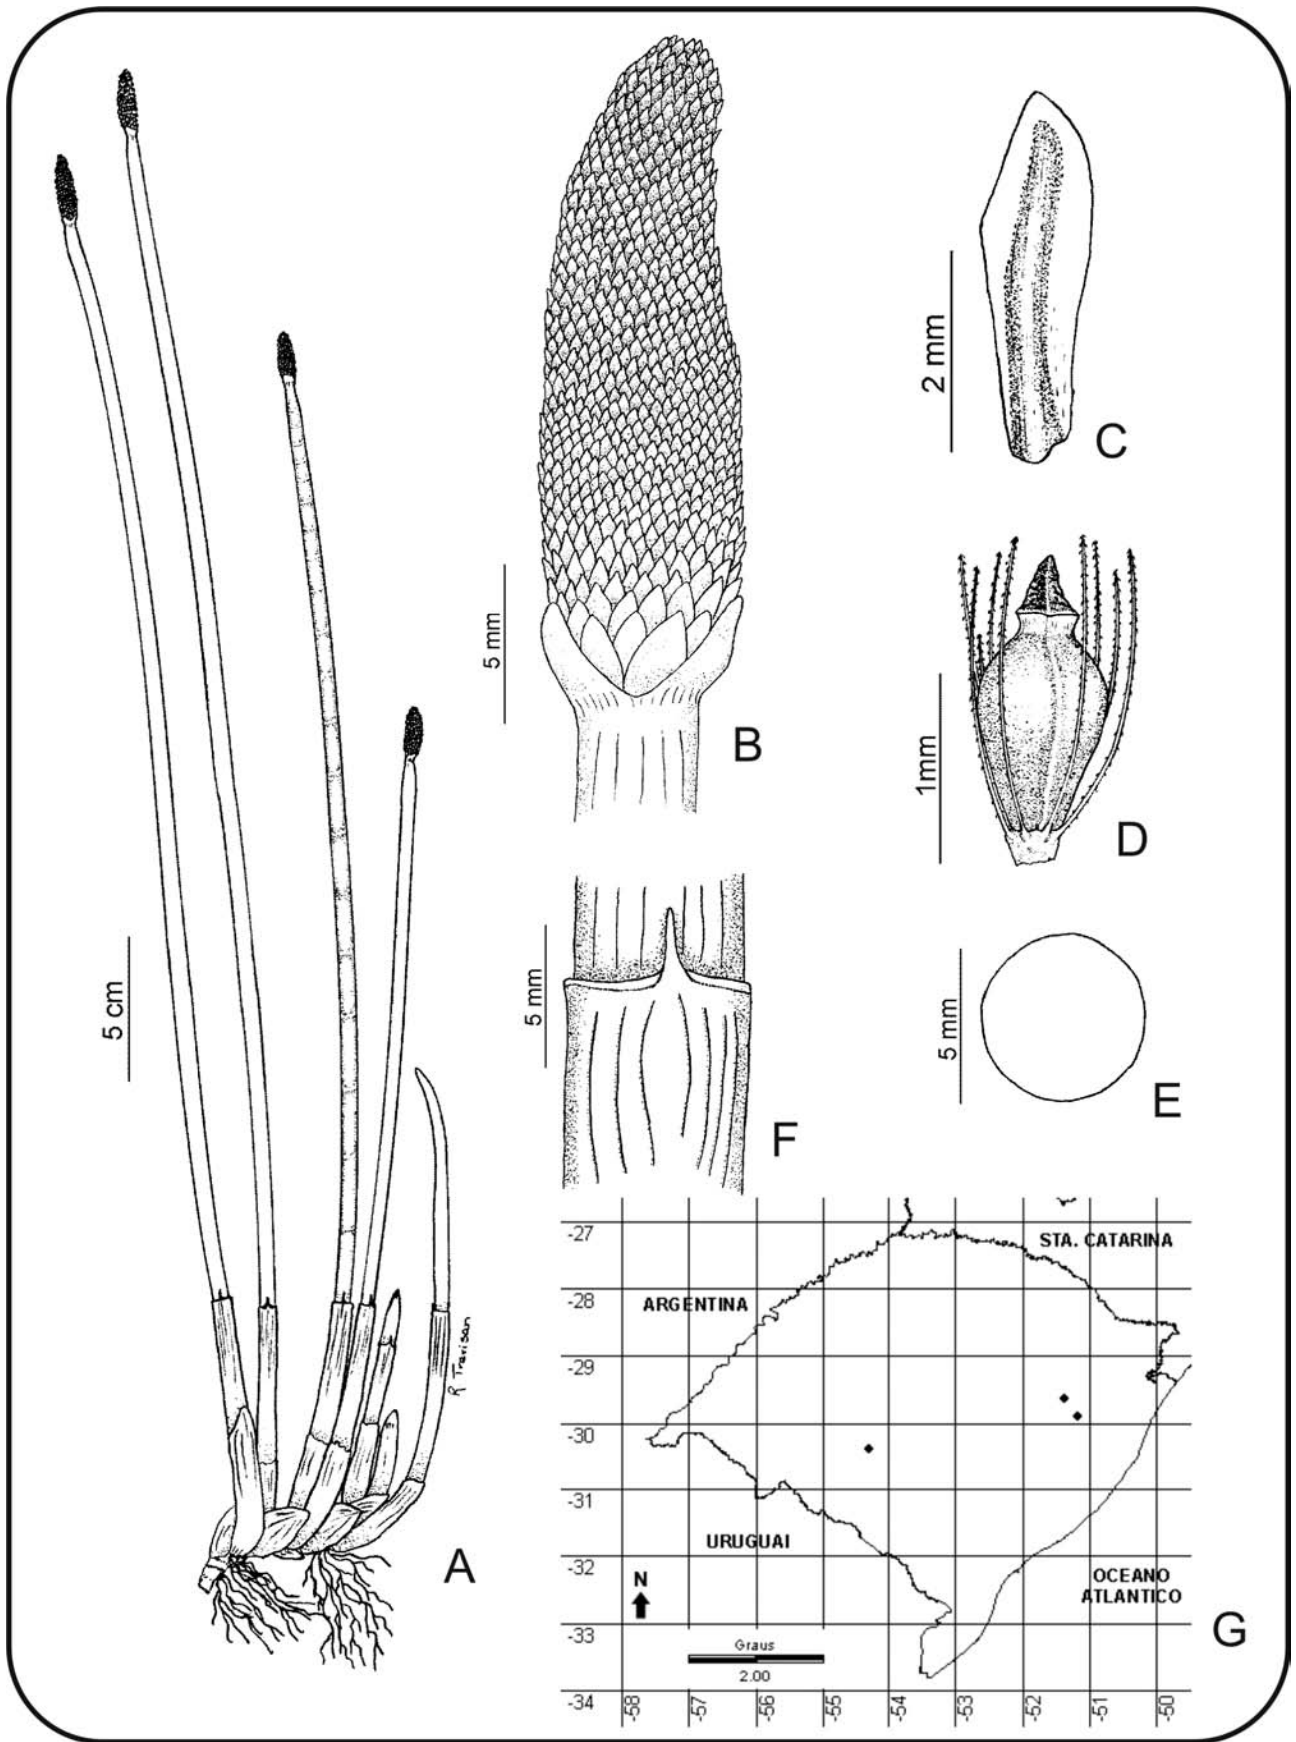 A
5 cm
R Trevisan
B
5 mm
C
2 mm
D
1mm
E
5 mm
F
5 mm
-27
-28
-29
-30
-31
-32
-33
-34
STA. CATARINA
ARGENTINA
URUGUAI
OCEANO
ATLANTICO
N
Graus
2.00
-58
-57
-56
-55
-54
-53
-52
-51
-50
G